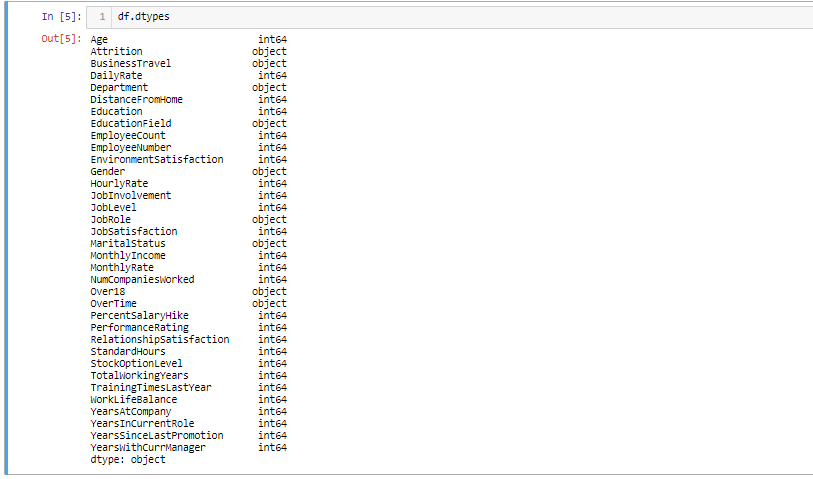 In [5]: 1 df.dtypes
Out[5]: Age int64
Attrition object
BusinessTravel object
DailyRate int64
Department object
DistanceFromHome int64
Education int64
EducationField object
EmployeeCount int64
EmployeeNumber int64
EnvironmentSatisfaction int64
Gender object
HourlyRate int64
JobInvolvement int64
JobLevel int64
JobRole object
JobSatisfaction int64
MaritalStatus object
MonthlyIncome int64
MonthlyRate int64
NumCompaniesWorked int64
Over18 object
OverTime object
PercentSalaryHike int64
PerformanceRating int64
RelationshipSatisfaction int64
StandardHours int64
StockOptionLevel int64
TotalWorkingYears int64
TrainingTimesLastYear int64
WorkLifeBalance int64
YearsAtCompany int64
YearsInCurrentRole int64
YearsSinceLastPromotion int64
YearsWithCurrManager int64
dtype: object